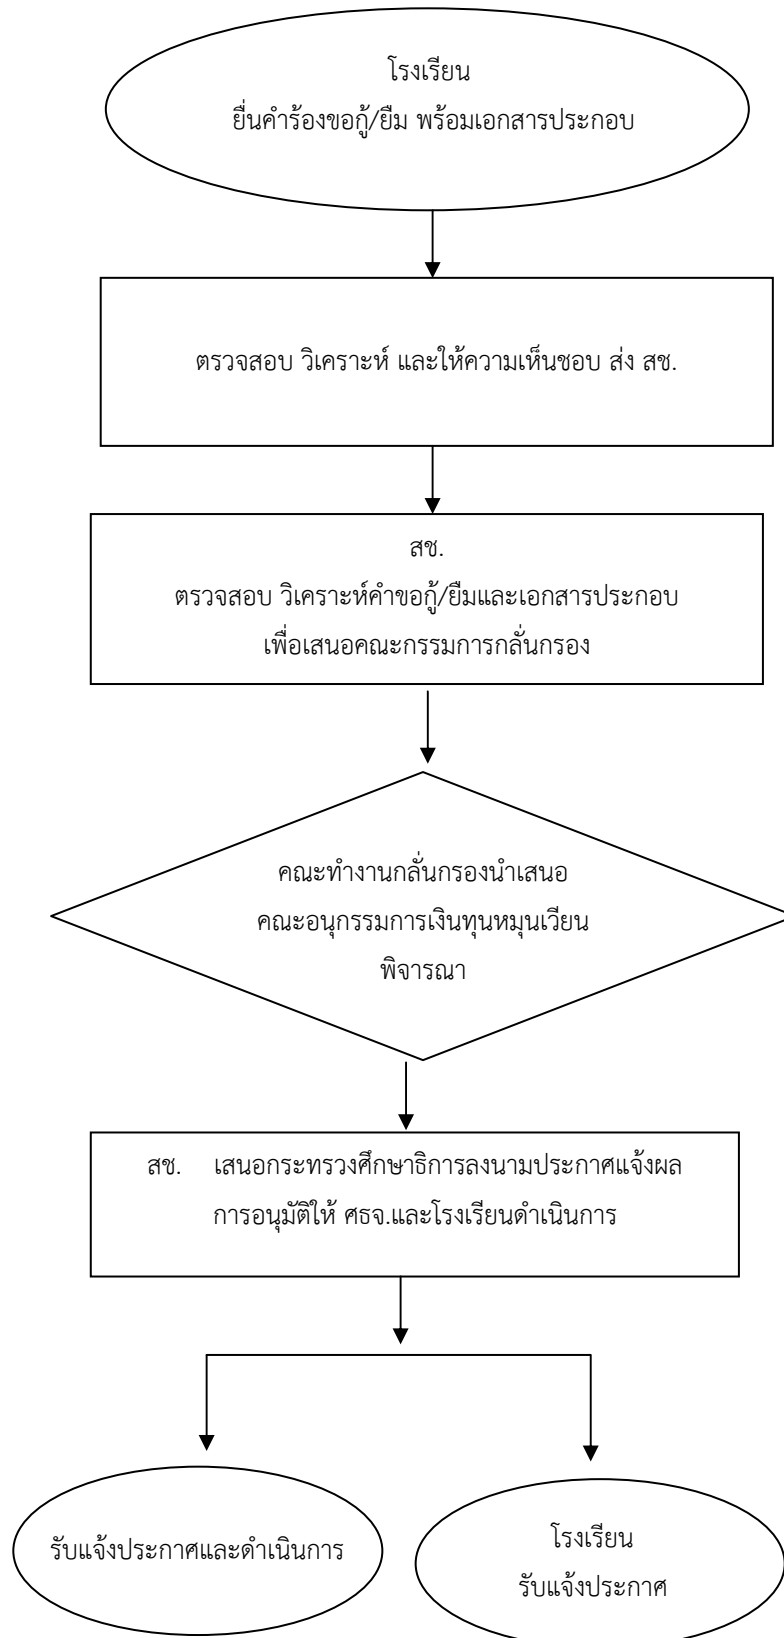 โรงเรียน
ยื่นคำร้องขอกู้/ยืม พร้อมเอกสารประกอบ
ตรวจสอบ วิเคราะห์ และให้ความเห็นชอบ ส่ง สช.
สช.
ตรวจสอบ วิเคราะห์คำขอกู้/ยืมและเอกสารประกอบ
เพื่อเสนอคณะกรรมการกลั่นกรอง
คณะทำงานกลั่นกรองนำเสนอ
คณะอนุกรรมการเงินทุนหมุนเวียน
พิจารณา
สช. เสนอกระทรวงศึกษาธิการลงนามประกาศแจ้งผล
การอนุมัติให้ ศธจ.และโรงเรียนดำเนินการ
รับแจ้งประกาศและดำเนินการ
โรงเรียน
รับแจ้งประกาศ